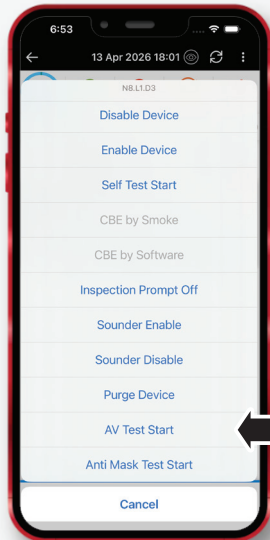 6:53
13 Apr 2026 18:01
N8.L1.D3
Disable Device
Enable Device
Self Test Start
CBE by Smoke
CBE by Software
Inspection Prompt Off
Sounder Enable
Sounder Disable
Purge Device
AV Test Start
Anti Mask Test Start
Cancel